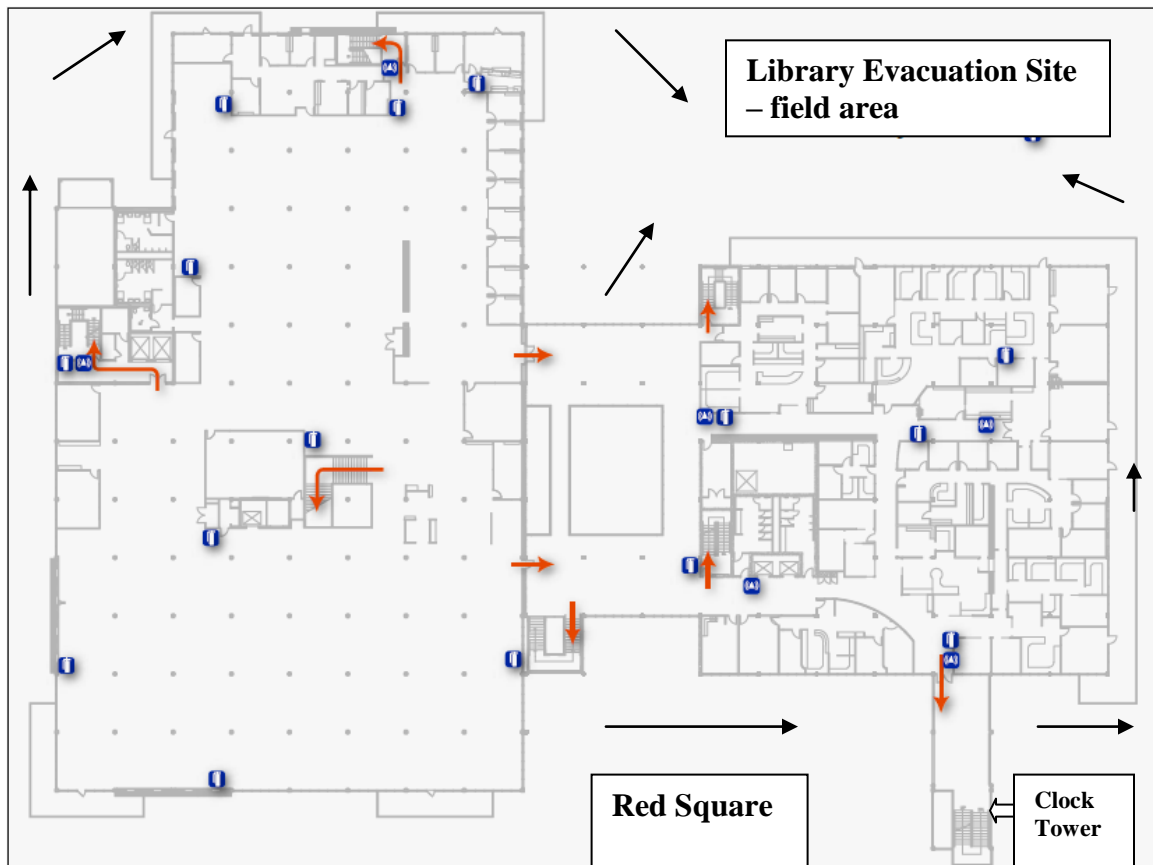 Library Evacuation Site
– field area
Red Square
Clock
Tower